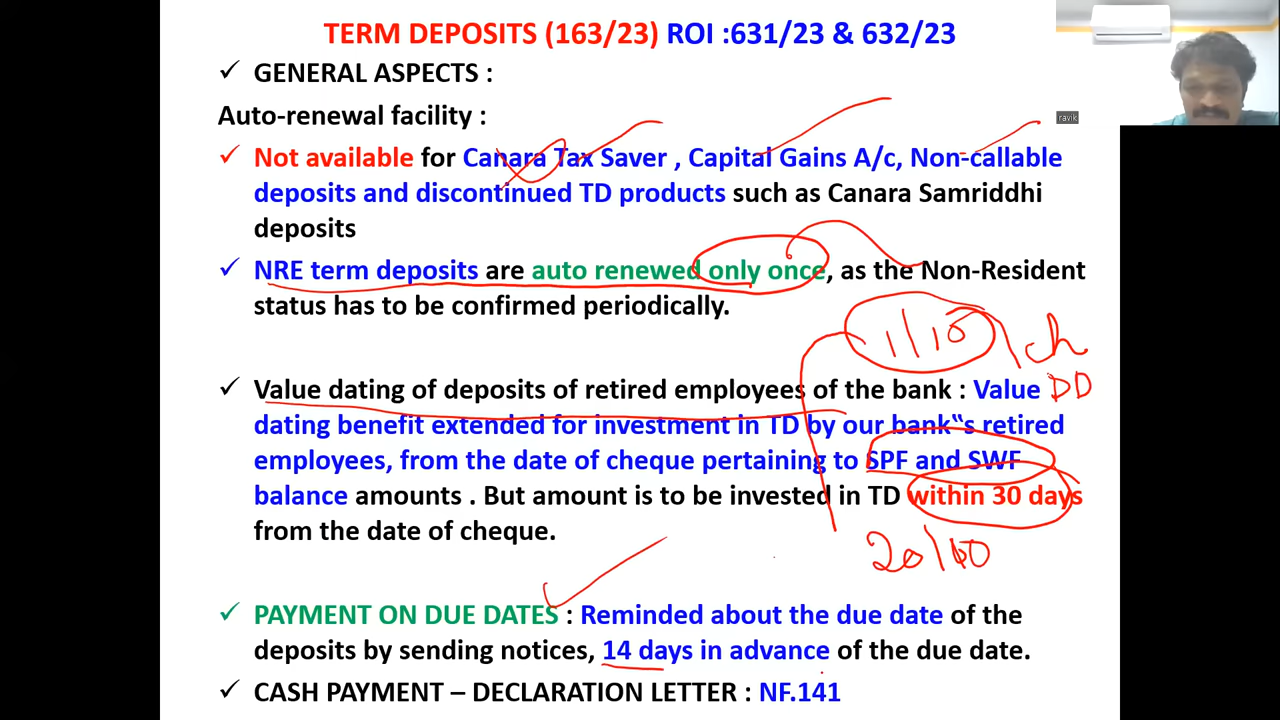 TERM DEPOSITS (163/23) ROI :631/23 & 632/23
✓ GENERAL ASPECTS :
Auto-renewal facility :
ravik
✓ Not available for Canara Tax Saver , Capital Gains A/c, Non-callable
deposits and discontinued TD products such as Canara Samriddhi
deposits
✓ NRE term deposits are auto renewed only once, as the Non-Resident
status has to be confirmed periodically.
1/10 ch
✓ Value dating of deposits of retired employees of the bank : Value
DD
dating benefit extended for investment in TD by our bank‟s retired
employees, from the date of cheque pertaining to SPF and SWF
balance amounts . But amount is to be invested in TD within 30 days
from the date of cheque.
20/10
✓ PAYMENT ON DUE DATES : Reminded about the due date of the
deposits by sending notices, 14 days in advance of the due date.
✓ CASH PAYMENT – DECLARATION LETTER : NF.141